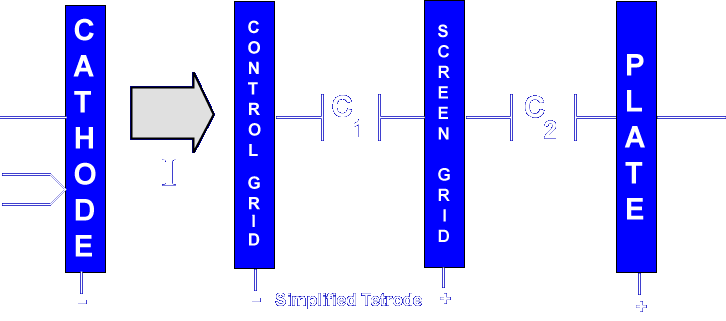 CATHODE
I
CONTROL GRID
C1
SCREEN GRID
C2
PLATE
- - + +
Simplified Tetrode